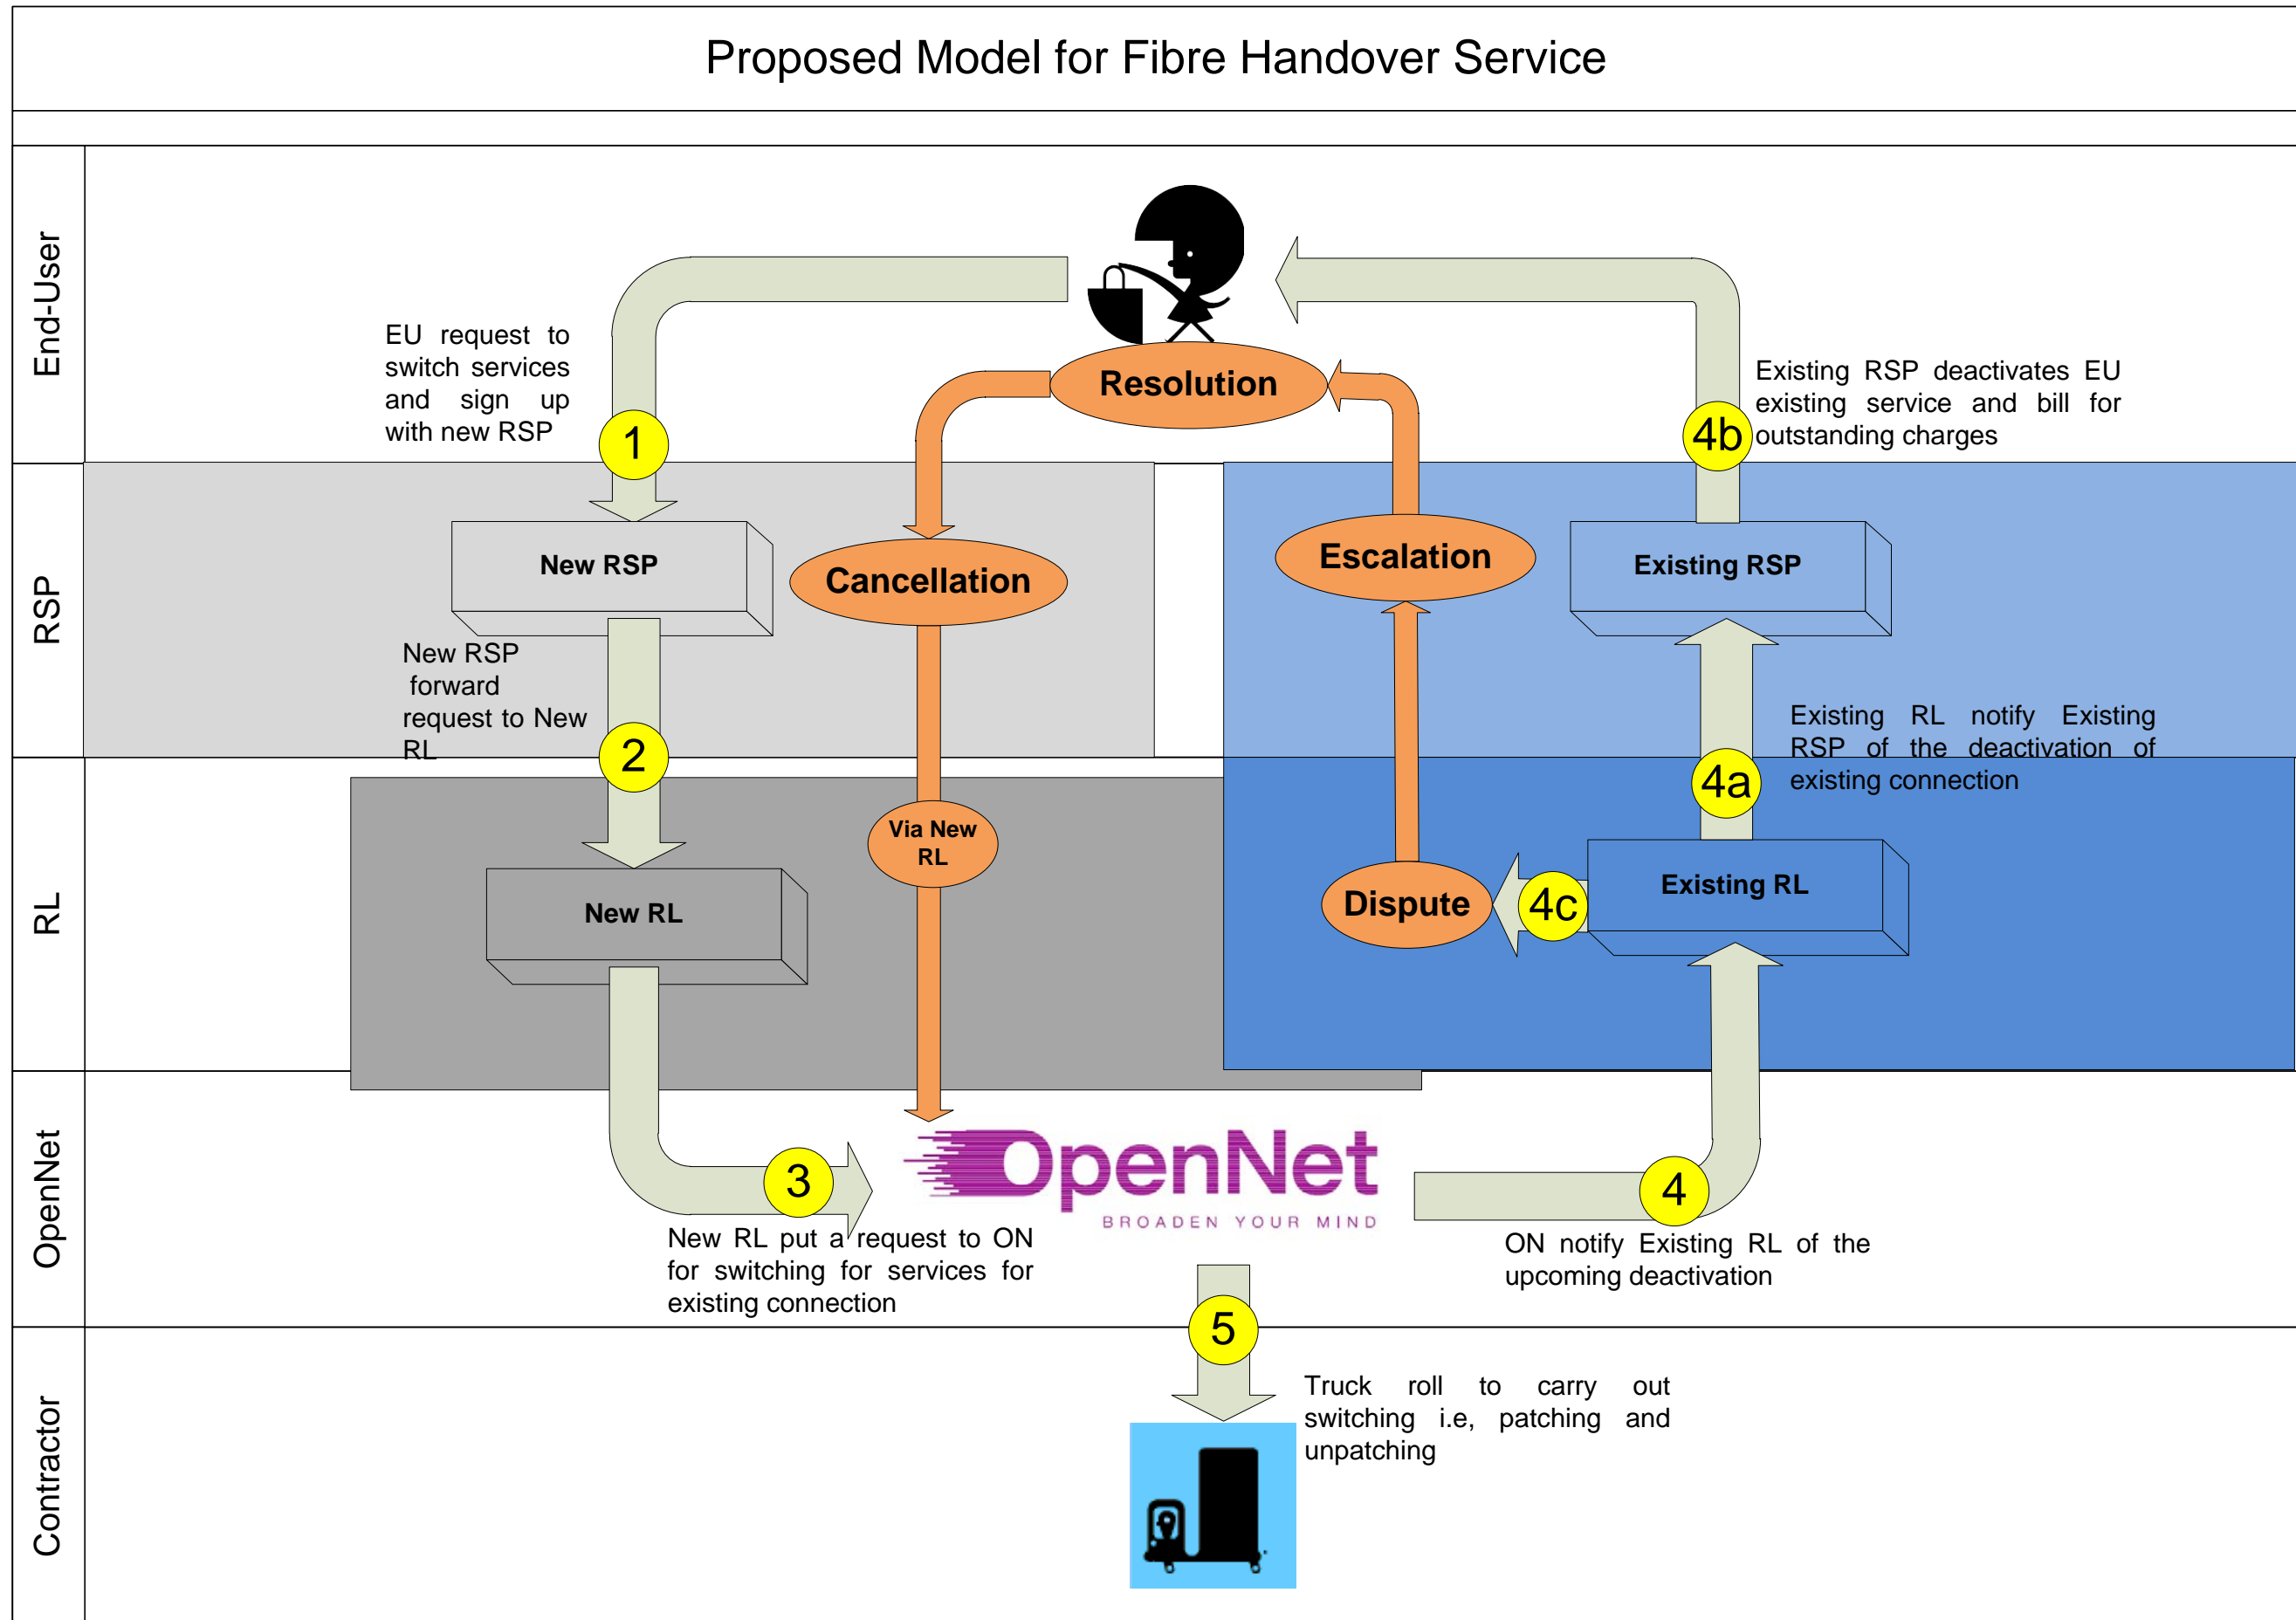 Proposed Model for Fibre Handover Service
End-User
EU request to
switch services
and sign up
with new RSP
1
Resolution
Existing RSP deactivates EU
existing service and bill for
outstanding charges
4b
RSP
New RSP
Cancellation
Escalation
Existing RSP
New RSP
forward
request to New
RL
2
Existing RL notify Existing
RSP of the deactivation of
existing connection
4a
RL
Via New
RL
New RL
Dispute
4c
Existing RL
OpenNet
3
OpenNet
BROADEN YOUR MIND
4
New RL put a request to ON
for switching for services for
existing connection
ON notify Existing RL of the
upcoming deactivation
5
Contractor
Truck roll to carry out
switching i.e, patching and
unpatching